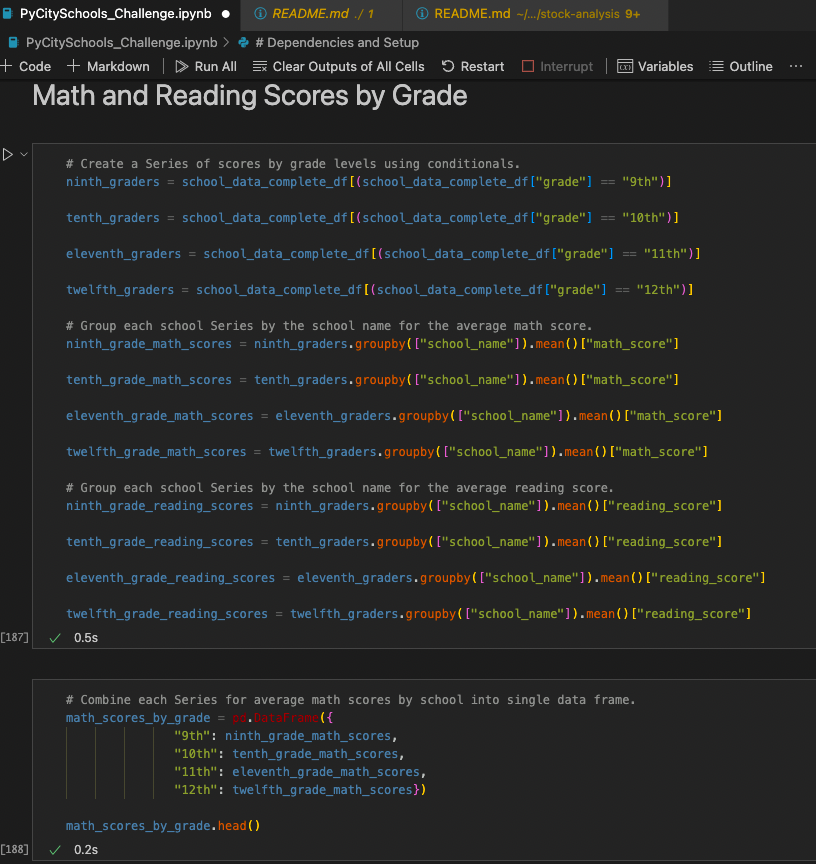 PyCitySchools_Challenge.ipynb ● README.md ./ 1 README.md ~/.../stock-analysis 9+
PyCitySchools_Challenge.ipynb > # Dependencies and Setup
+ Code + Markdown Run All Clear Outputs of All Cells Restart Interrupt Variables Outline ...
Math and Reading Scores by Grade
# Create a Series of scores by grade levels using conditionals.
ninth_graders = school_data_complete_df[(school_data_complete_df["grade"] == "9th")]
tenth_graders = school_data_complete_df[(school_data_complete_df["grade"] == "10th")]
eleventh_graders = school_data_complete_df[(school_data_complete_df["grade"] == "11th")]
twelfth_graders = school_data_complete_df[(school_data_complete_df["grade"] == "12th")]
# Group each school Series by the school name for the average math score.
ninth_grade_math_scores = ninth_graders.groupby(["school_name"]).mean()["math_score"]
tenth_grade_math_scores = tenth_graders.groupby(["school_name"]).mean()["math_score"]
eleventh_grade_math_scores = eleventh_graders.groupby(["school_name"]).mean()["math_score"]
twelfth_grade_math_scores = twelfth_graders.groupby(["school_name"]).mean()["math_score"]
# Group each school Series by the school name for the average reading score.
ninth_grade_reading_scores = ninth_graders.groupby(["school_name"]).mean()["reading_score"]
tenth_grade_reading_scores = tenth_graders.groupby(["school_name"]).mean()["reading_score"]
eleventh_grade_reading_scores = eleventh_graders.groupby(["school_name"]).mean()["reading_score"]
twelfth_grade_reading_scores = twelfth_graders.groupby(["school_name"]).mean()["reading_score"]
[187] ✓ 0.5s
# Combine each Series for average math scores by school into single data frame.
math_scores_by_grade = pd.DataFrame({
"9th": ninth_grade_math_scores,
"10th": tenth_grade_math_scores,
"11th": eleventh_grade_math_scores,
"12th": twelfth_grade_math_scores})
math_scores_by_grade.head()
[188] ✓ 0.2s